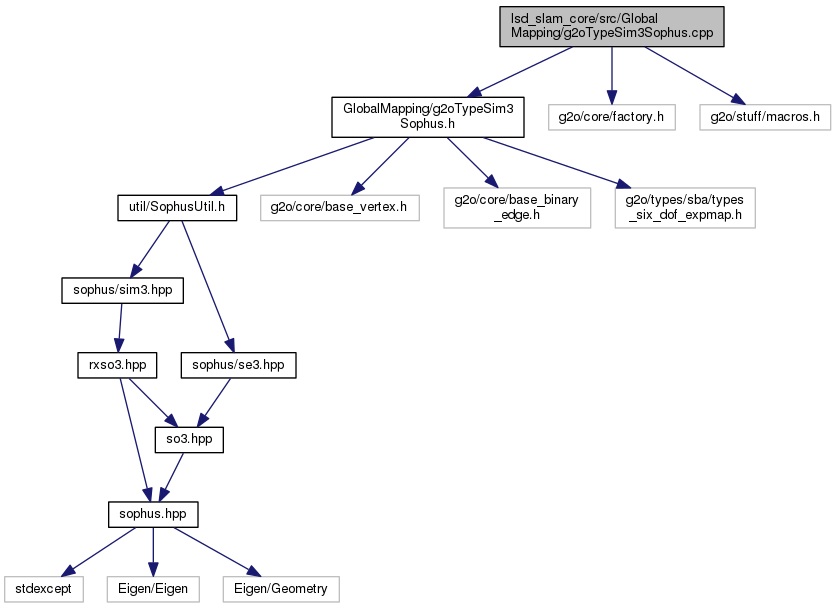 lsd_slam_core/src/Global
Mapping/g2oTypeSim3Sophus.cpp
GlobalMapping/g2oTypeSim3
Sophus.h
g2o/core/factory.h
g2o/stuff/macros.h
util/SophusUtil.h
g2o/core/base_vertex.h
g2o/core/base_binary
_edge.h
g2o/types/sba/types
_six_dof_expmap.h
sophus/sim3.hpp
rxso3.hpp
sophus/se3.hpp
so3.hpp
sophus.hpp
stdexcept
Eigen/Eigen
Eigen/Geometry